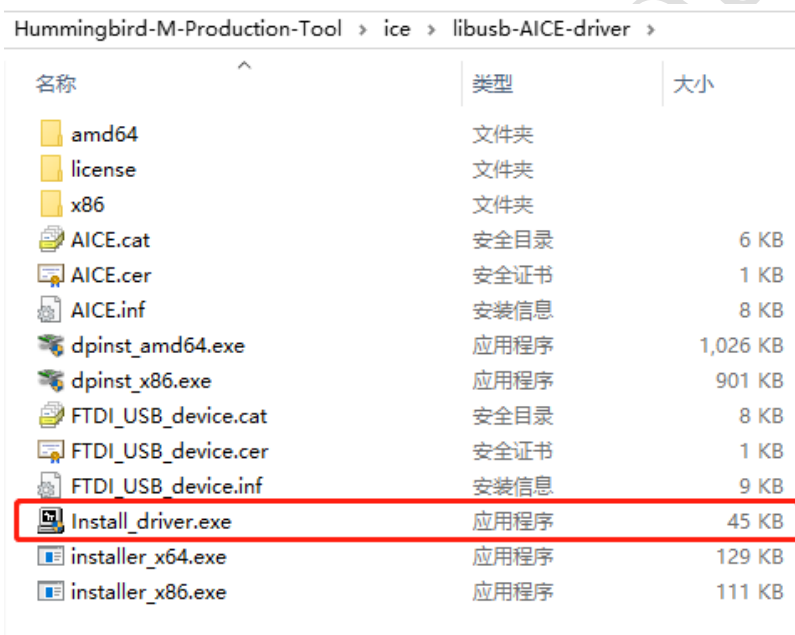 Hummingbird-M-Production-Tool > ice > libusb-AICE-driver >
名称 类型 大小
amd64 文件夹
license 文件夹
x86 文件夹
AICE.cat 安全目录 6 KB
AICE.cer 安全证书 1 KB
AICE.inf 安装信息 8 KB
dpinst_amd64.exe 应用程序 1,026 KB
dpinst_x86.exe 应用程序 901 KB
FTDI_USB_device.cat 安全目录 8 KB
FTDI_USB_device.cer 安全证书 1 KB
FTDI_USB_device.inf 安装信息 9 KB
Install_driver.exe 应用程序 45 KB
installer_x64.exe 应用程序 129 KB
installer_x86.exe 应用程序 111 KB